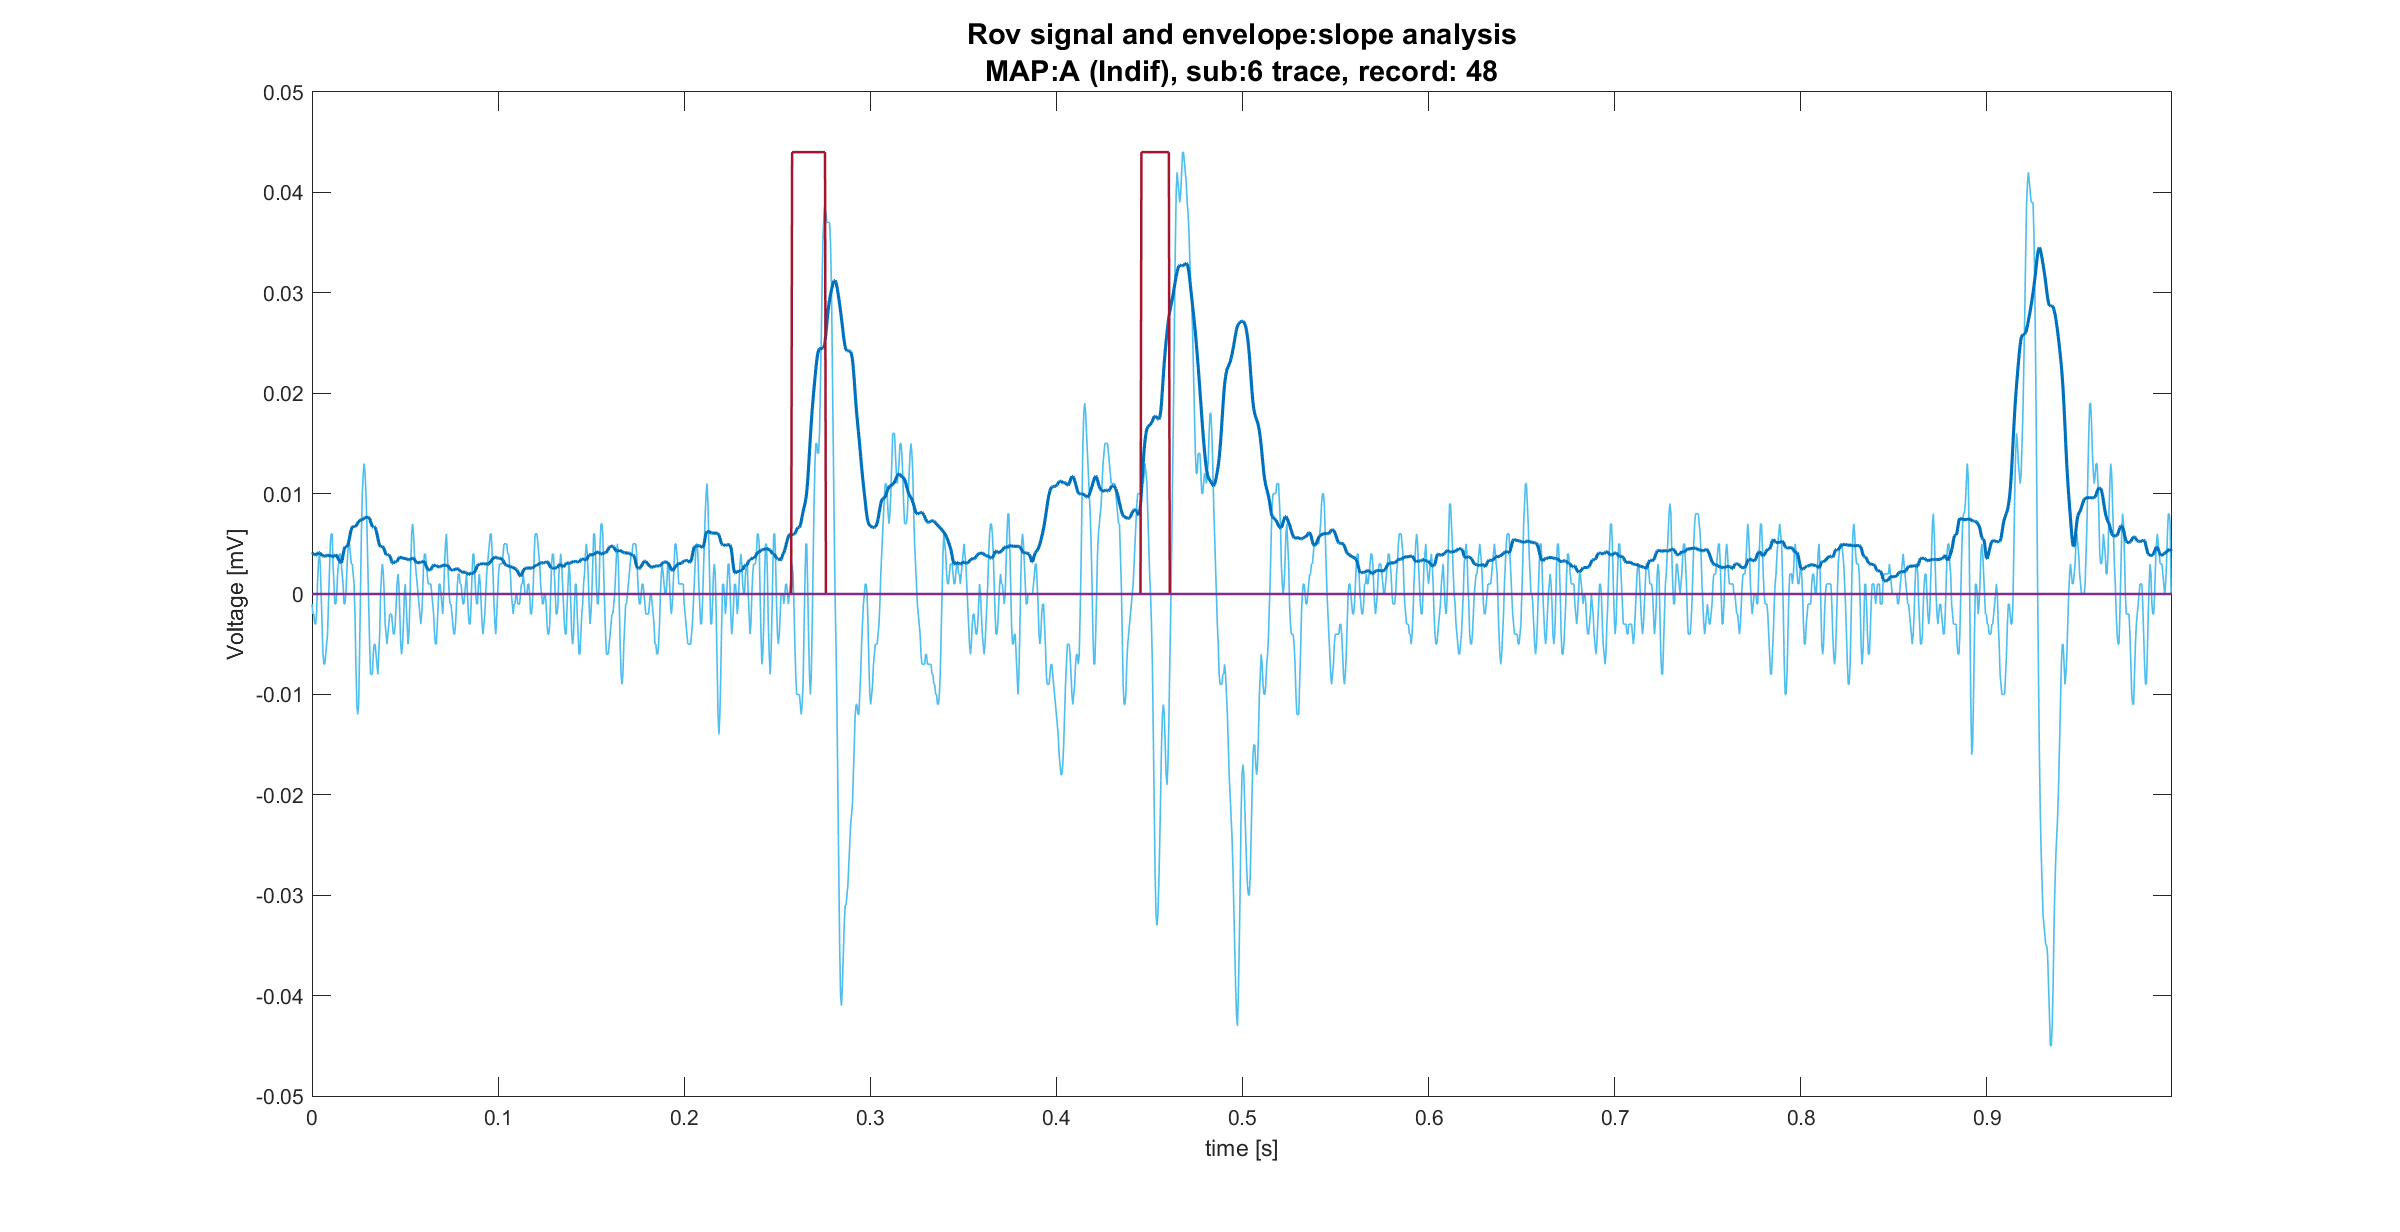 Rov signal and envelope:slope analysis
MAP:A (Indif), sub:6 trace, record: 48
0.05
0.04
0.03
0.02
0.01
0
-0.01
-0.02
-0.03
-0.04
-0.05
Voltage [mV]
0 0.1 0.2 0.3 0.4 0.5 0.6 0.7 0.8 0.9
time [s]